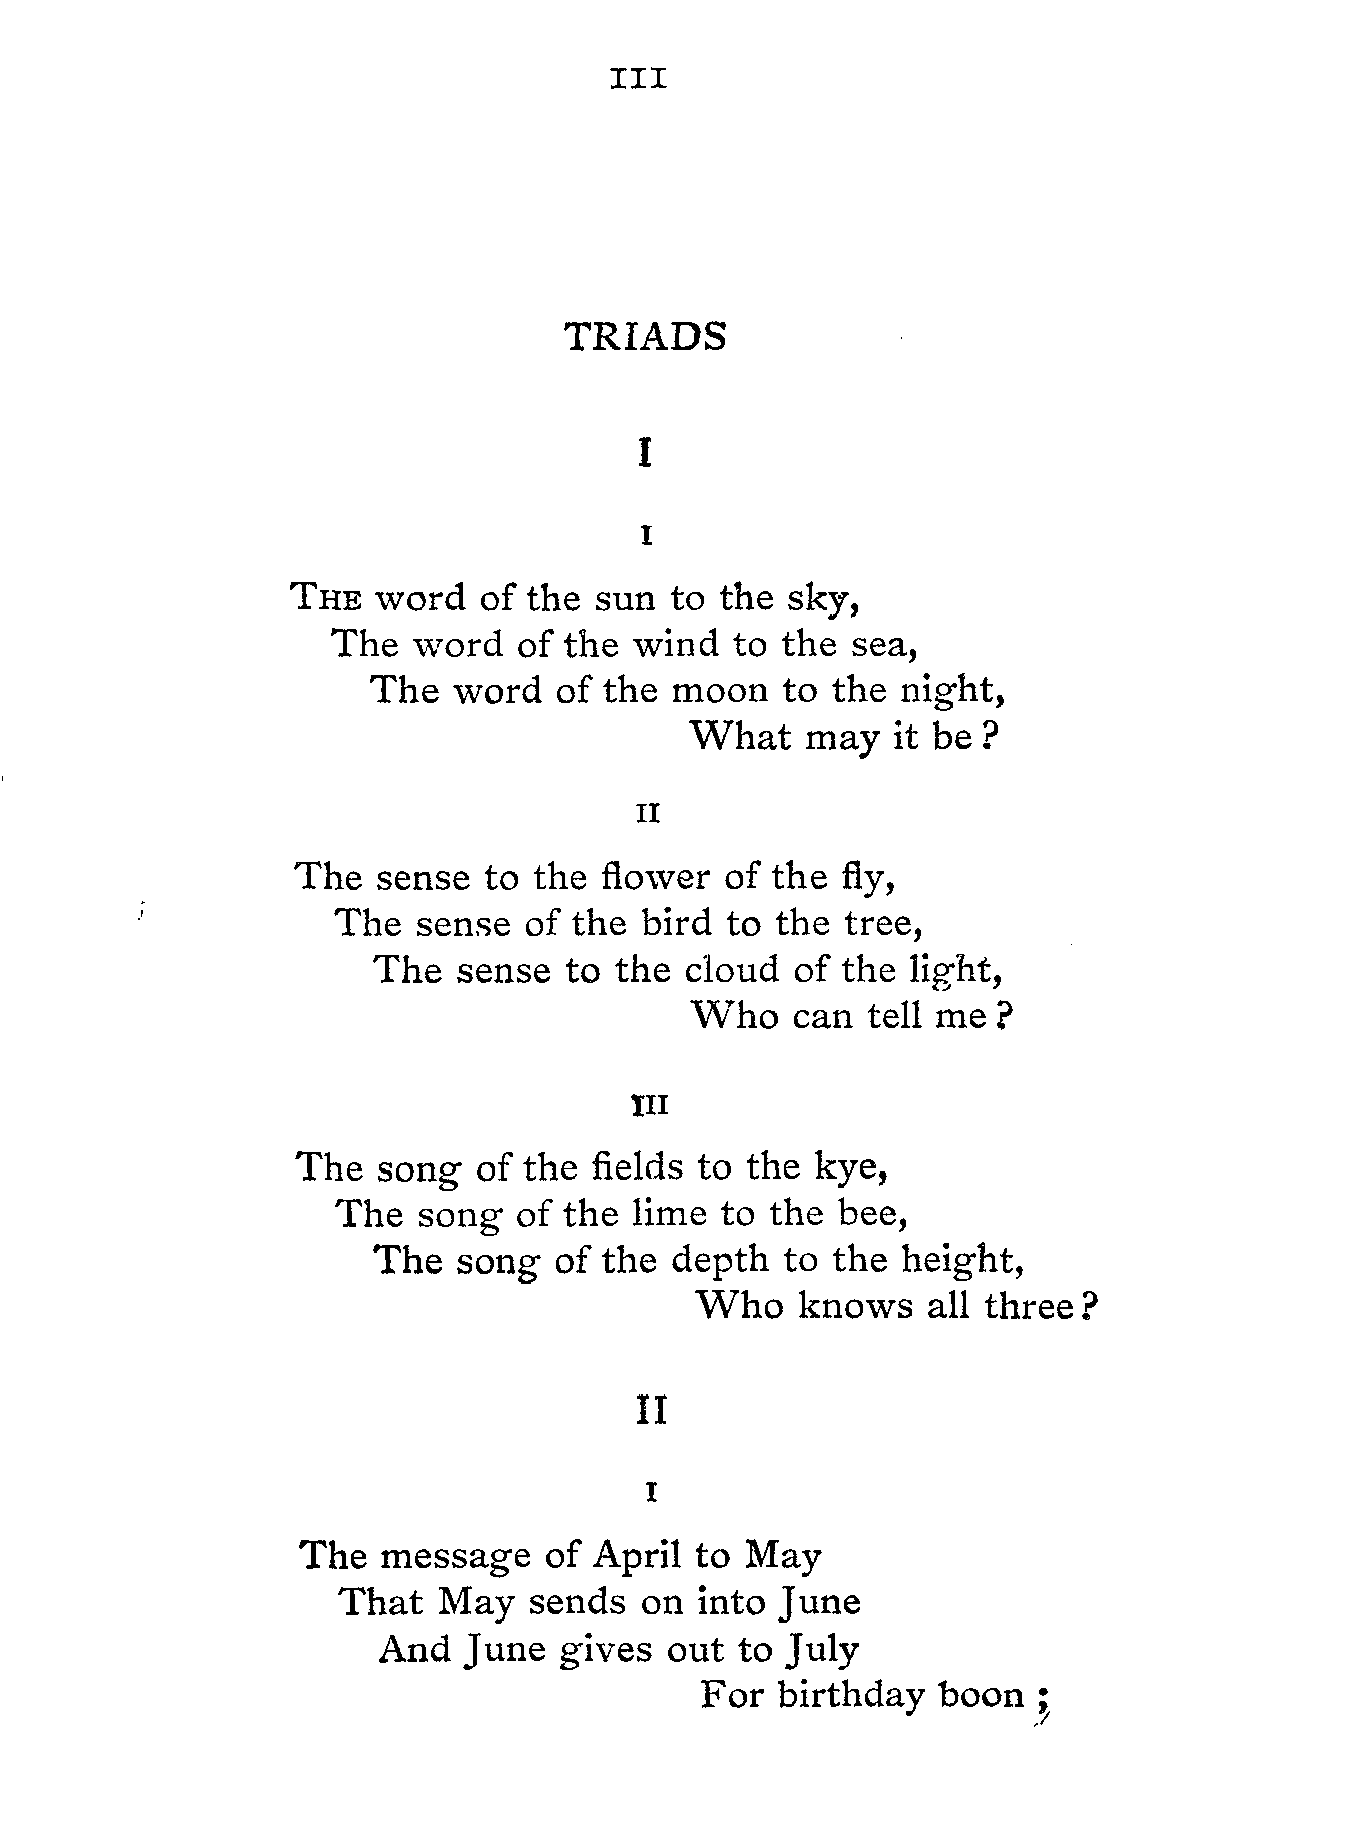 III
TRIADS
I
I
THE word of the sun to the sky,
The word of the wind to the sea,
The word of the moon to the night,
What may it be?
II
The sense to the flower of the fly,
The sense of the bird to the tree,
The sense to the cloud of the light,
Who can tell me?
III
The song of the fields to the kye,
The song of the lime to the bee,
The song of the depth to the height,
Who knows all three?
II
I
The message of April to May
That May sends on into June
And June gives out to July
For birthday boon;